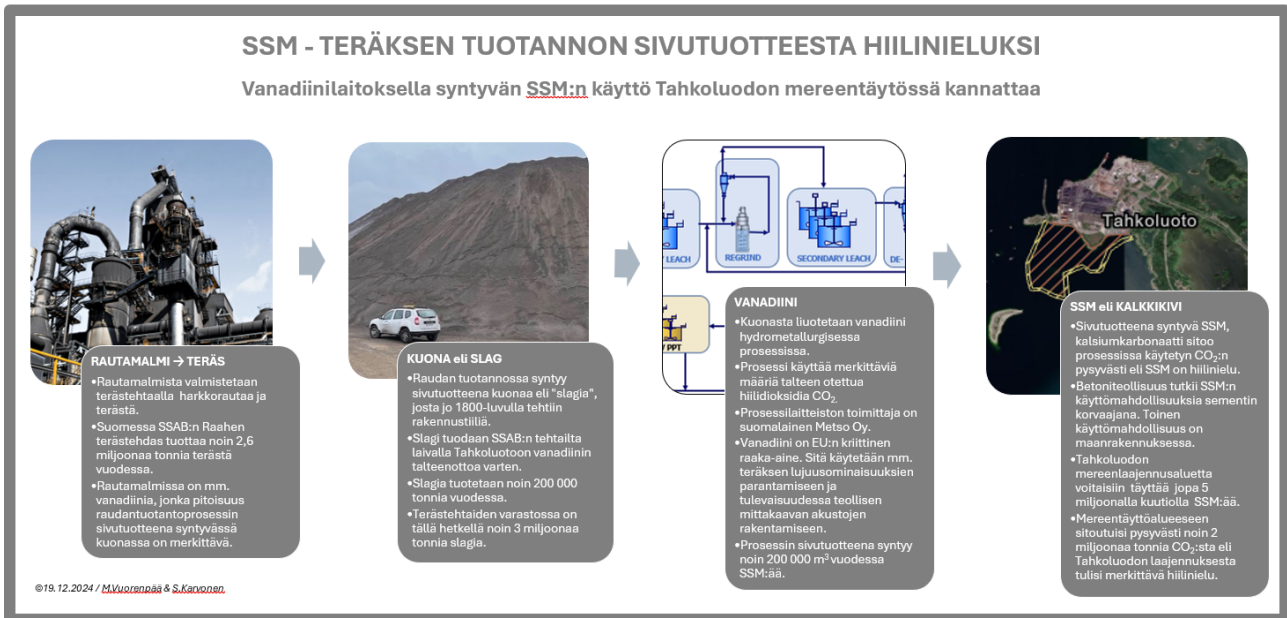 SSM - TERÄKSEN TUOTANNON SIVUTUOTTEESTA HIILINIELUKSI
Vanadiinilaitoksella syntyvän SSM:n käyttö Tahkoluodon mereentäytössä kannattaa
RAUTAMALMI → TERÄS
•Rautamalmista valmistetaan
terästehtaalla harkkorautaa ja
terästä.
•Suomessa SSAB:n Raahen
terästehdas tuottaa noin 2,6
miljoonaa tonnia terästä
vuodessa.
•Rautamalmissa on mm.
vanadiinia, jonka pitoisuus
raudantuotantoprosessin
sivutuotteena syntyvässä
kuonassa on merkittävä.
KUONA eli SLAG
•Raudan tuotannossa syntyy
sivutuotteena kuonaa eli "slagia",
josta jo 1800-luvulla tehtiin
rakennustiiliä.
•Slagi tuodaan SSAB:n tehtailta
laivalla Tahkoluotoon vanadiinin
talteenottoa varten.
•Slagia tuotetaan noin 200 000
tonnia vuodessa.
•Terästehtaiden varastossa on
tällä hetkellä noin 3 miljoonaa
tonnia slagia.
Y LEACH
REGRIND
SECONDARY LEACH
DE-
PPT
VANADIINI
•Kuonasta liuotetaan vanadiini
hydrometallurgisessa
prosessissa.
•Prosessi käyttää merkittäviä
määriä talteen otettua
hiilidioksidia CO₂.
•Prosessilaitteiston toimittaja on
suomalainen Metso Oy.
•Vanadiini on EU:n kriittinen
raaka-aine. Sitä käytetään mm.
teräksen lujuusominaisuuksien
parantamiseen ja
tulevaisuudessa teollisen
mittakaavan akustojen
rakentamiseen.
•Prosessin sivutuotteena syntyy
noin 200 000 m³ vuodessa
SSM:ää.
Tahkoluoto
SSM eli KALKKIKIVI
•Sivutuotteena syntyvä SSM,
kalsiumkarbonaatti sitoo
prosessissa käytetyn CO₂:n
pysyvästi eli SSM on hiilinielu.
•Betoniteollisuus tutkii SSM:n
käyttömahdollisuuksia sementin
korvaajana. Toinen
käyttömahdollisuus on
maanrakennuksessa.
•Tahkoluodon
mereenlaajennusaluetta
voitaisiin täyttää jopa 5
miljoonalla kuutiolla SSM:ää.
•Mereentäyttöalueeseen
sitoutuisi pysyvästi noin 2
miljoonaa tonnia CO₂:sta eli
Tahkoluodon laajennuksesta
tulisi merkittävä hiilinielu.
©19.12.2024 / M.Vuorenpää & S.Karvonen